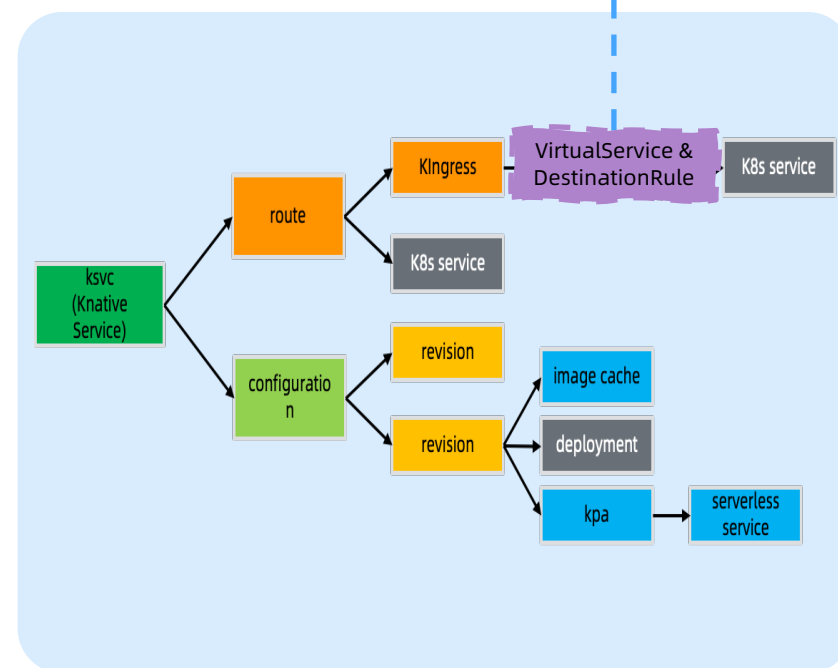 VirtualService &
DestinationRule
KIngress
K8s service
route
K8s service
ksvc
(Knative
Service)
revision
configuratio
n
image cache
revision
deployment
kpa
serverless
service